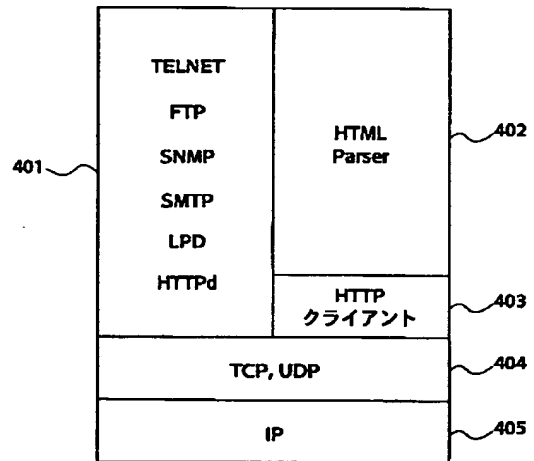 TELNET
FTP
SNMP
SMTP
LPD
HTTPd
HTML
Parser
HTTP
クライアント
TCP, UDP
IP
401
402
403
404
405